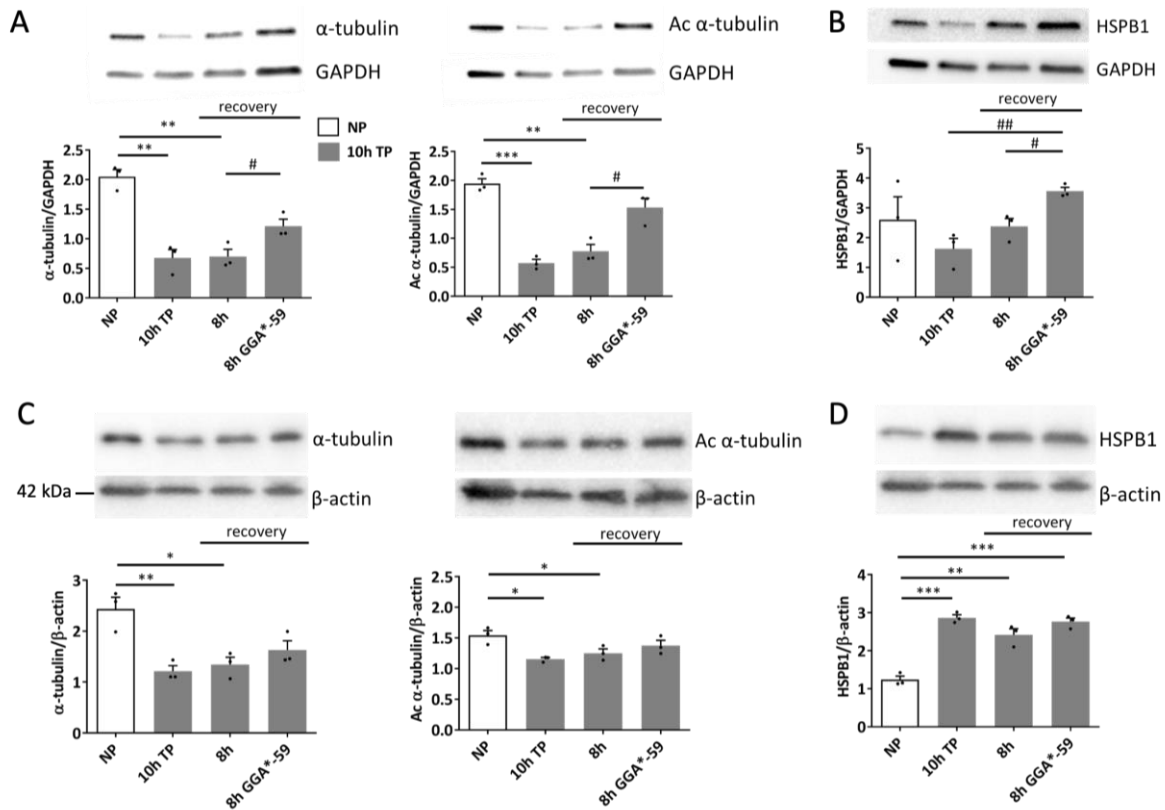 A
α-tubulin
GAPDH
recovery
**
**
#
NP
10h TP
α-tubulin/GAPDH
2.5
2.0
1.5
1.0
0.5
0.0
NP
10h TP
8h
8h GGA*-59
Ac α-tubulin
GAPDH
recovery
**
***
#
Ac α-tubulin/GAPDH
2.5
2.0
1.5
1.0
0.5
0.0
NP
10h TP
8h
8h GGA*-59
B
HSPB1
GAPDH
recovery
##
#
HSPB1/GAPDH
5
4
3
2
1
0
NP
10h TP
8h
8h GGA*-59
C
α-tubulin
42 kDa
β-actin
recovery
*
**
α-tubulin/β-actin
3
2
1
0
NP
10h TP
8h
8h GGA*-59
Ac α-tubulin
β-actin
recovery
*
*
Ac α-tubulin/β-actin
2.5
2.0
1.5
1.0
0.5
0.0
NP
10h TP
8h
8h GGA*-59
D
HSPB1
β-actin
recovery
***
**
***
HSPB1/β-actin
4
3
2
1
0
NP
10h TP
8h
8h GGA*-59